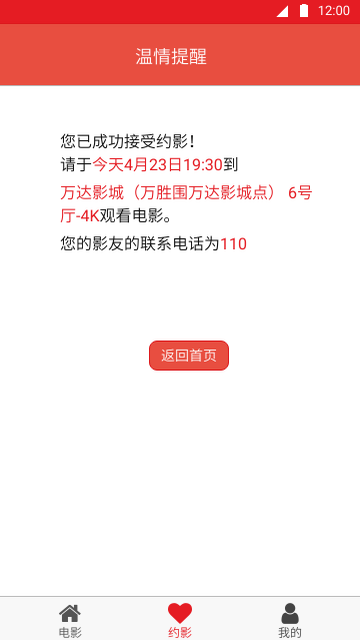 12:00
温情提醒
您已成功接受约影！
请于今天4月23日19:30到
万达影城（万胜围万达影城点） 6号
厅-4K观看电影。
您的影友的联系电话为110
返回首页
电影 约影 我的